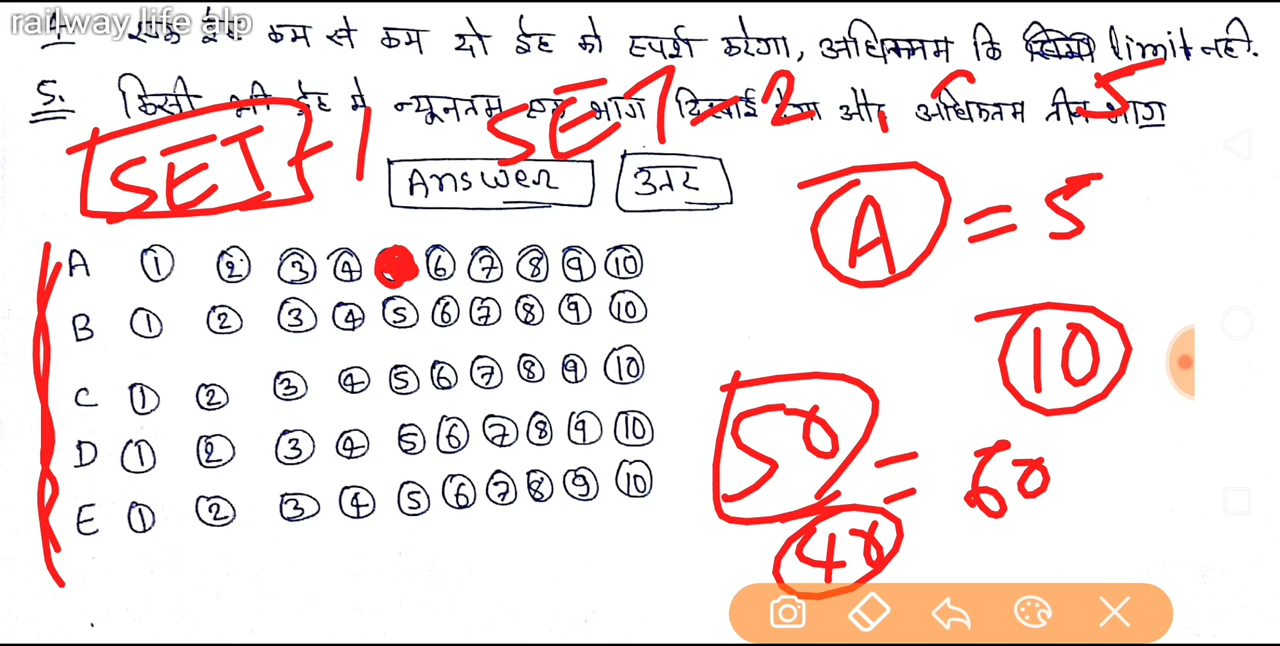 railway life alp
4. एक ईंट कम से कम दो ईंट को स्पर्श करेगा, अधिकतम कि limit नही.
5. किसी भी ईंट में न्यूनतम एक भाग दिखाई देगा और अधिकतम तीन भाग
SET-1 SET-2, 5
Answer उत्तर
A = 5
A 1 2 3 4 6 7 8 9 10
B 1 2 3 4 5 6 7 8 9 10
10
C 1 2 3 4 5 6 7 8 9 10
D 1 2 3 4 5 6 7 8 9 10
50 = 60
E 1 2 3 4 5 6 7 8 9 10
40